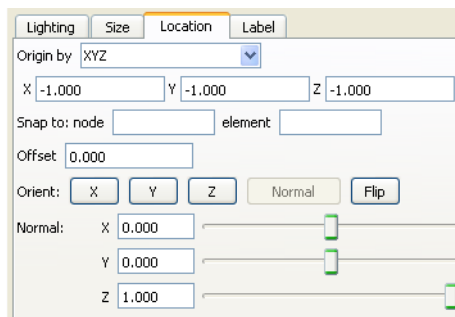 Lighting Size Location Label
Origin by XYZ
X -1.000 Y -1.000 Z -1.000
Snap to: node element
Offset 0.000
Orient: X Y Z Normal Flip
Normal: X 0.000
Y 0.000
Z 1.000